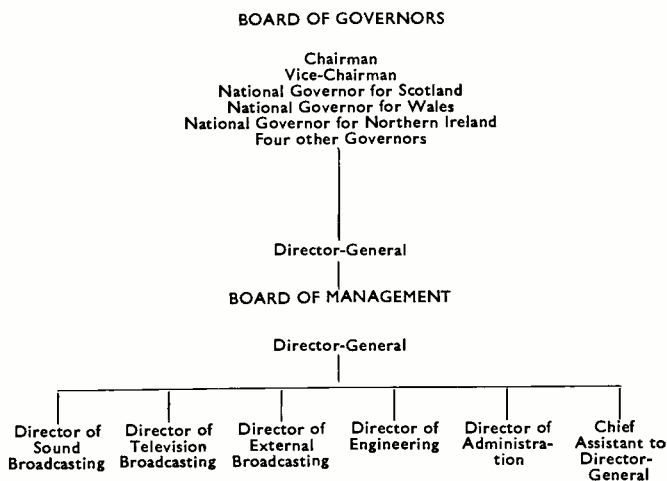 BOARD OF GOVERNORS
Chairman
Vice-Chairman
National Governor for Scotland
National Governor for Wales
National Governor for Northern Ireland
Four other Governors
Director-General
BOARD OF MANAGEMENT
Director-General
Director of
Sound
Broadcasting
Director of
Television
Broadcasting
Director of
External
Broadcasting
Director of
Engineering
Director of
Administra-
tion
Chief
Assistant to
Director-
General